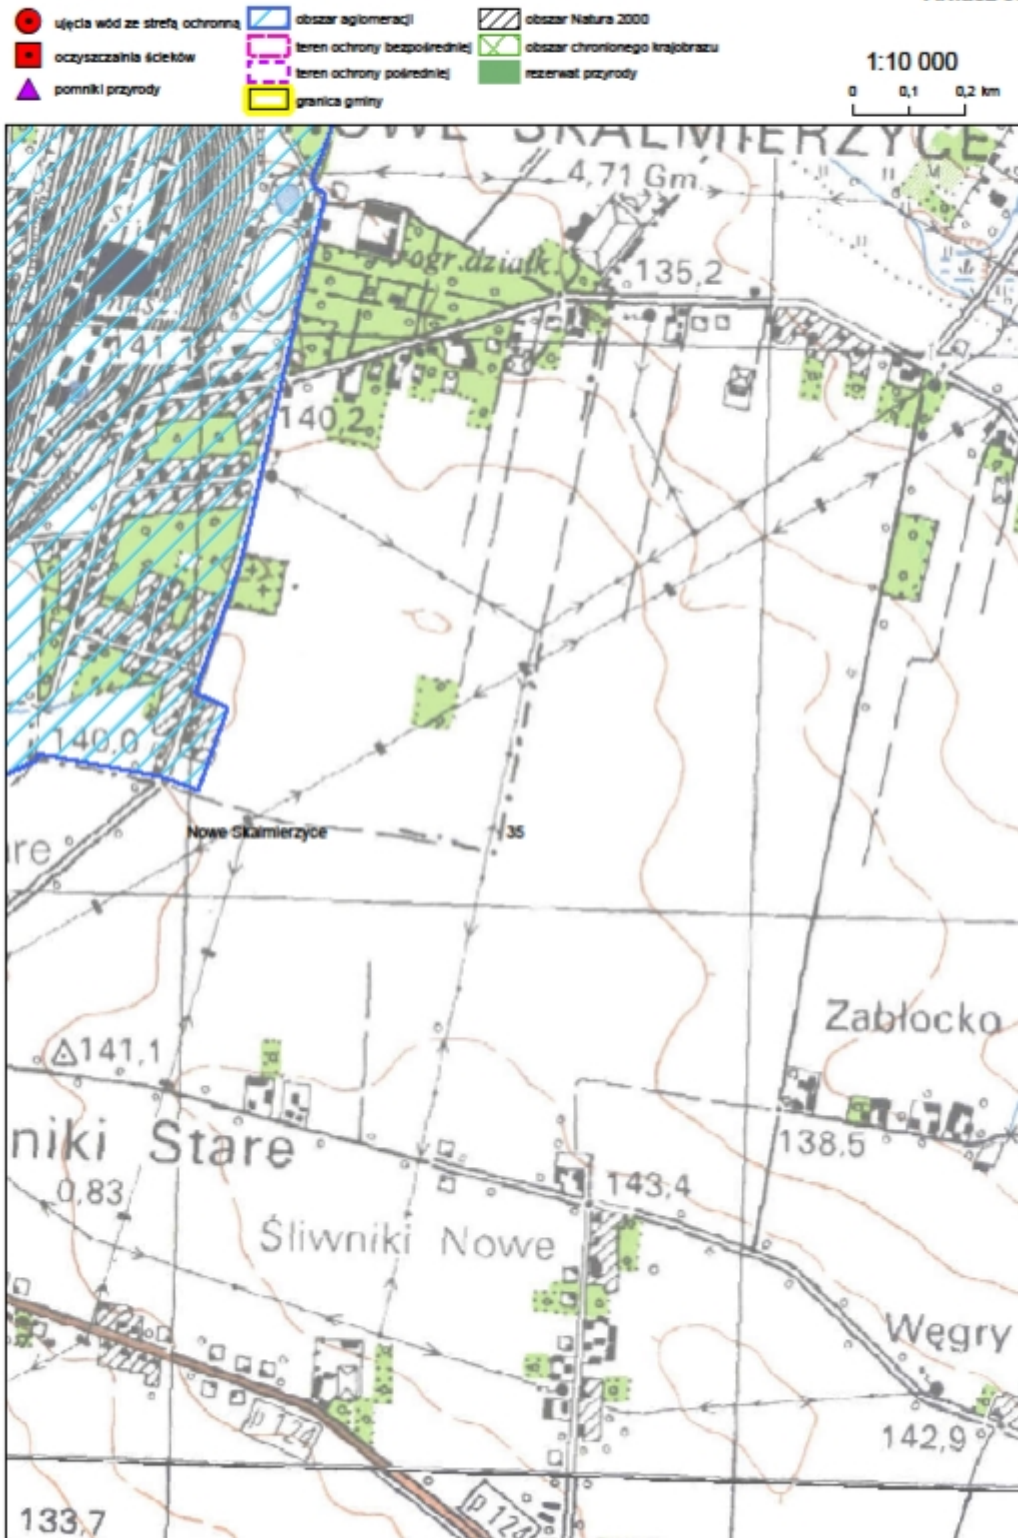 ujęcia wód ze strefą ochronną
oczyszczalnia ścieków
pomniki przyrody
obszar aglomeracji
teren ochrony bezpośredniej
teren ochrony pośredniej
granica gminy
obszar Natura 2000
obszar chronionego krajobrazu
rezerwat przyrody
1:10 000
0 0,1 0,2 km
OWE SKALMIERZYCE
4,71 Gm
ogr. działk.
135,2
140,2
140,0
Nowe Skalmierzyce
35
Zabłocko
141,1
niki Stare
138,5
143,4
0,83
Śliwniki Nowe
Węgry
p 124
142,9
p 124
133,7